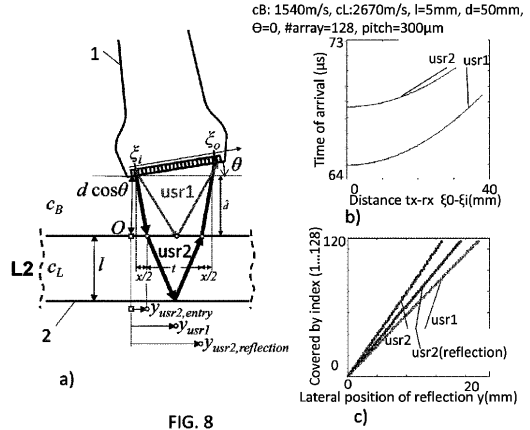 cB: 1540m/s, cL:2670m/s, l=5mm, d=50mm,
Θ=0, #array=128, pitch=300µm
1
ξi
ξo
θ
d cosθ
usr1
d̂
cB
O
usr2
L2
cL
l
x/2
t
x/2
yusr2,entry
yusr1
yusr2,reflection
2
a)
FIG. 8
73
usr2
usr1
Time of arrival (µs)
64
0
40
Distance tx-rx ξ0-ξi(mm)
b)
120
Covered by index (1...128)
usr1
usr2
usr2(reflection)
0
0
20
Lateral position of reflection y(mm)
c)